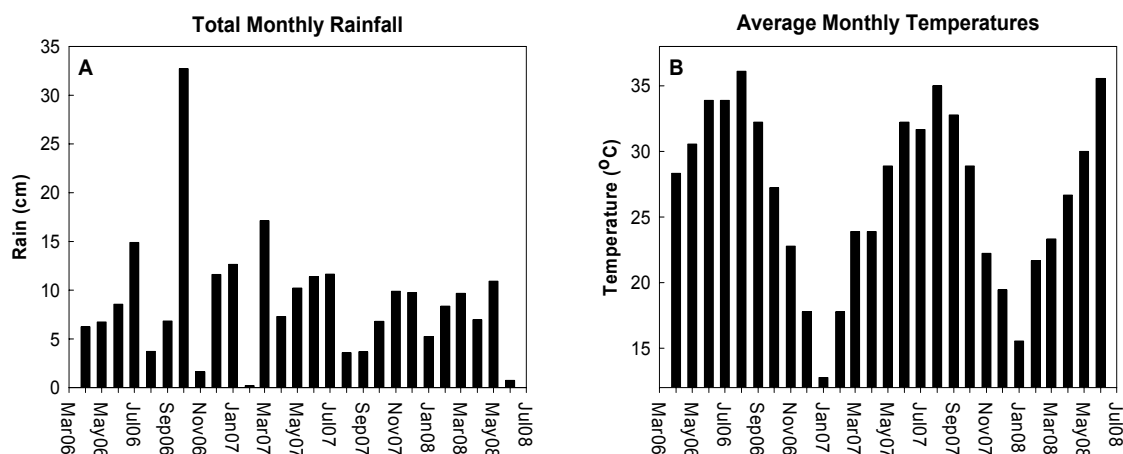 Total Monthly Rainfall
A
Rain (cm)
35
30
25
20
15
10
5
0
Mar06
May06
Jul06
Sep06
Nov06
Jan07
Mar07
May07
Jul07
Sep07
Nov07
Jan08
Mar08
May08
Jul08
Average Monthly Temperatures
B
Temperature (°C)
35
30
25
20
15
Mar06
May06
Jul06
Sep06
Nov06
Jan07
Mar07
May07
Jul07
Sep07
Nov07
Jan08
Mar08
May08
Jul08